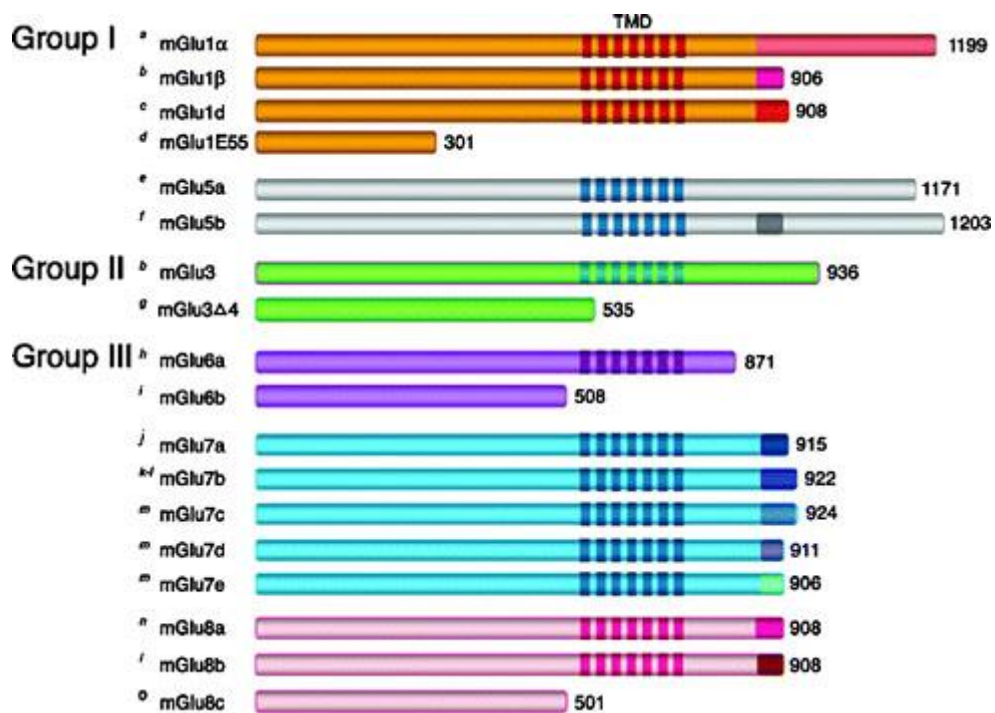 TMD
Group I a mGlu1α 1199
b mGlu1β 906
c mGlu1d 908
d mGlu1E55 301
e mGlu5a 1171
f mGlu5b 1203
Group II b mGlu3 936
g mGlu3Δ4 535
Group III h mGlu6a 871
i mGlu6b 508
j mGlu7a 915
k-l mGlu7b 922
m mGlu7c 924
m mGlu7d 911
m mGlu7e 906
n mGlu8a 908
l mGlu8b 908
o mGlu8c 501